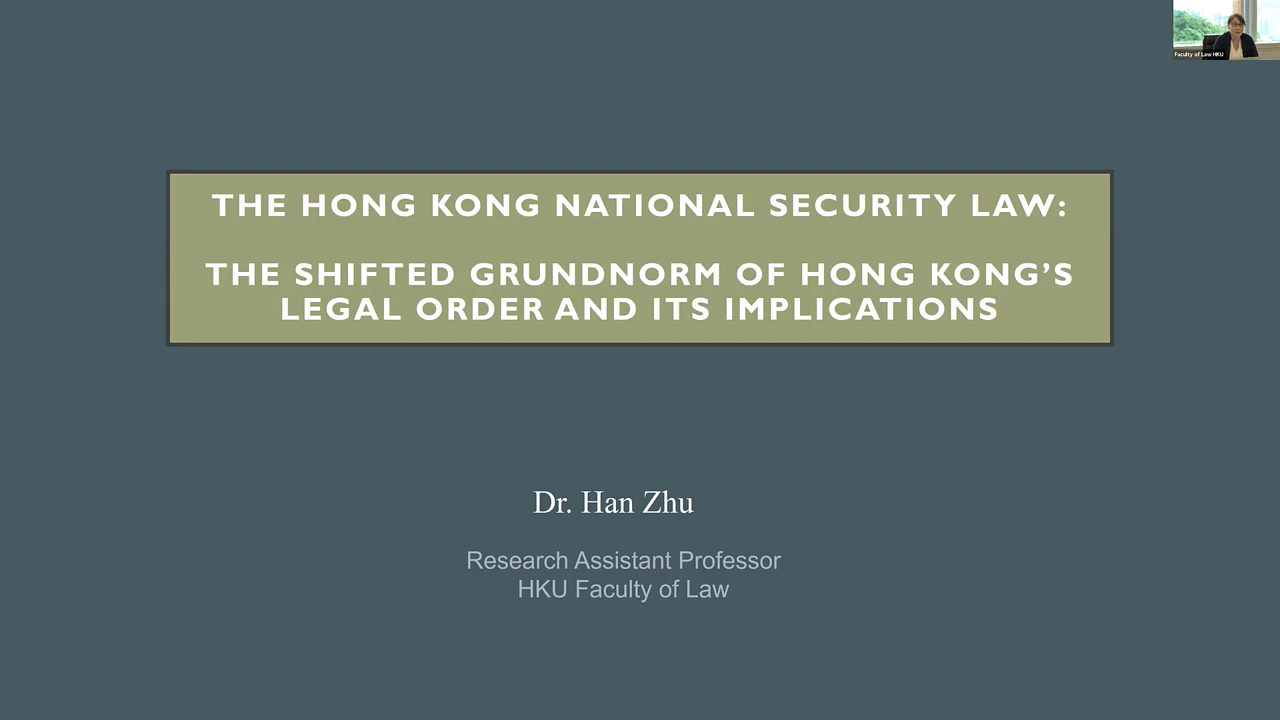 Faculty of Law HKU
THE HONG KONG NATIONAL SECURITY LAW:
THE SHIFTED GRUNDNORM OF HONG KONG’S
LEGAL ORDER AND ITS IMPLICATIONS
Dr. Han Zhu
Research Assistant Professor
HKU Faculty of Law